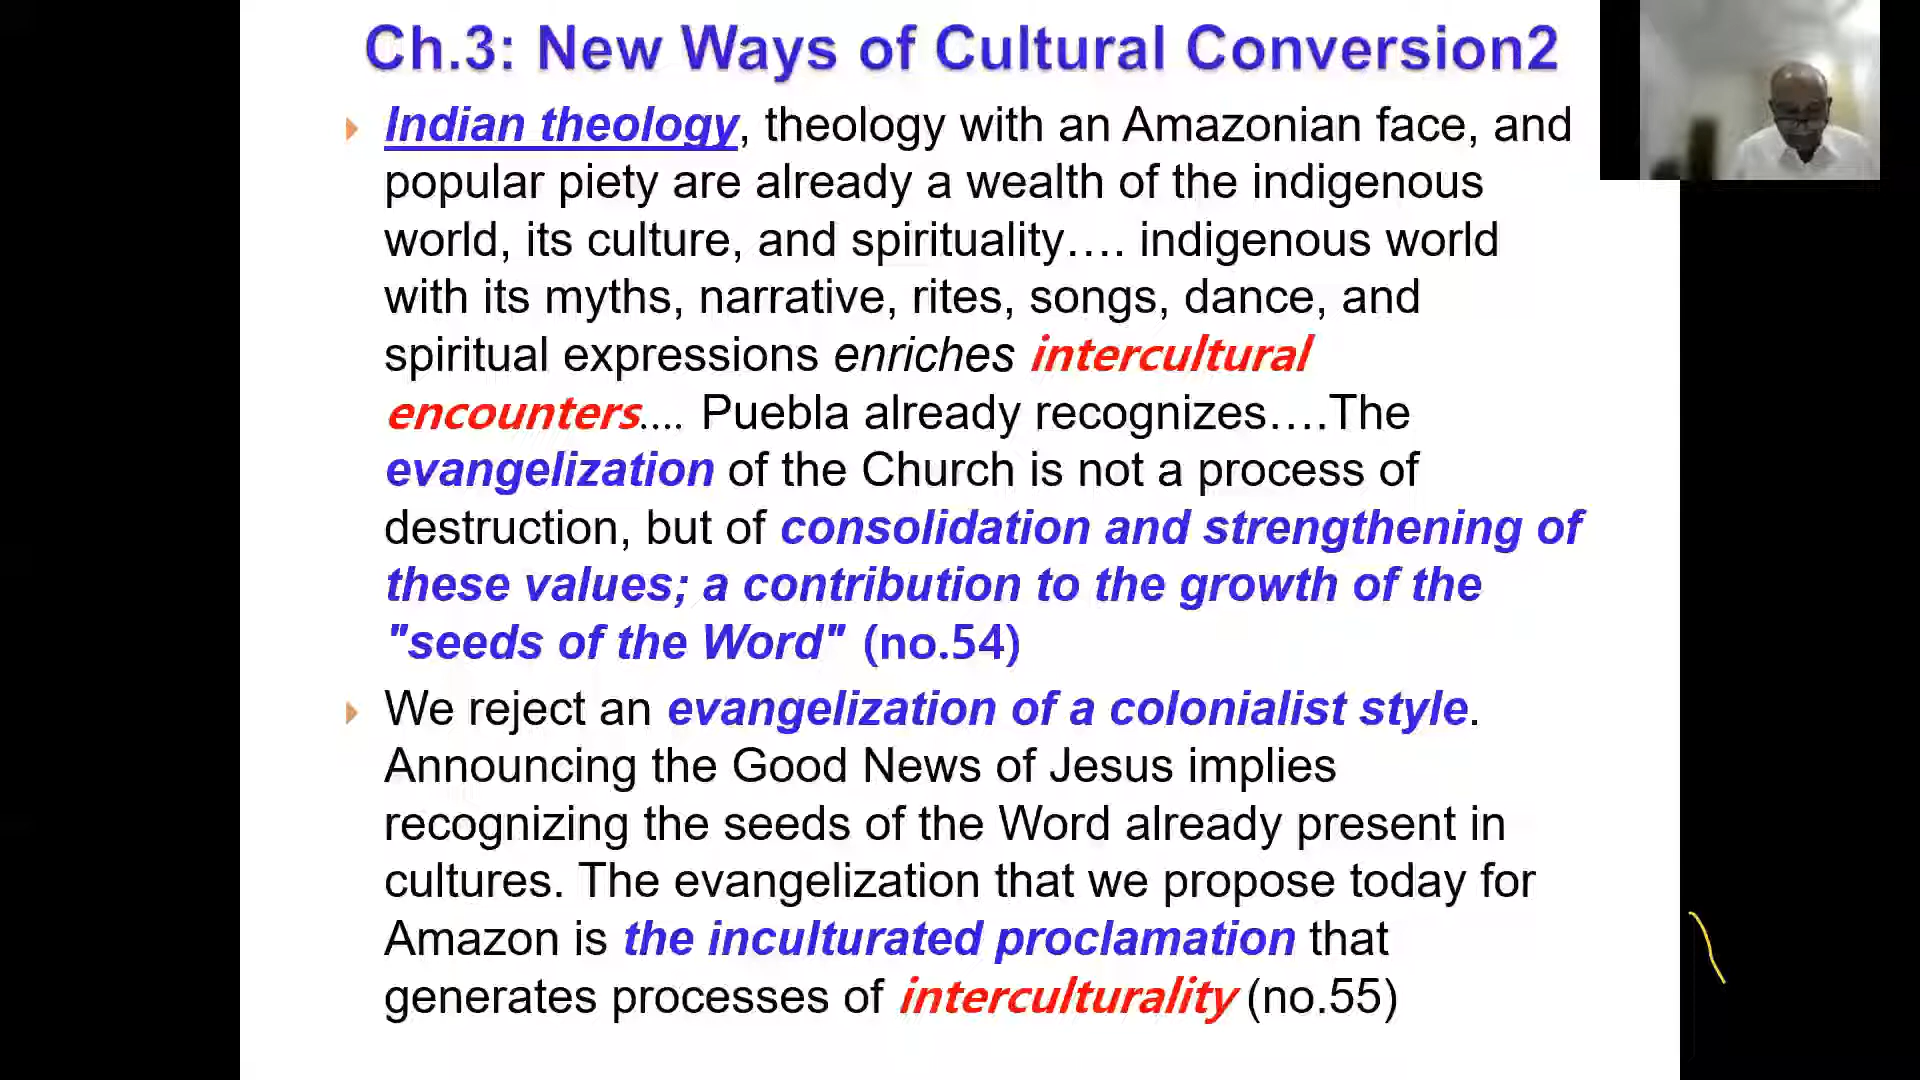 Ch.3: New Ways of Cultural Conversion2
Indian theology, theology with an Amazonian face, and
popular piety are already a wealth of the indigenous
world, its culture, and spirituality…. indigenous world
with its myths, narrative, rites, songs, dance, and
spiritual expressions enriches intercultural
encounters…. Puebla already recognizes….The
evangelization of the Church is not a process of
destruction, but of consolidation and strengthening of
these values; a contribution to the growth of the
"seeds of the Word" (no.54)
We reject an evangelization of a colonialist style.
Announcing the Good News of Jesus implies
recognizing the seeds of the Word already present in
cultures. The evangelization that we propose today for
Amazon is the inculturated proclamation that
generates processes of interculturality (no.55)